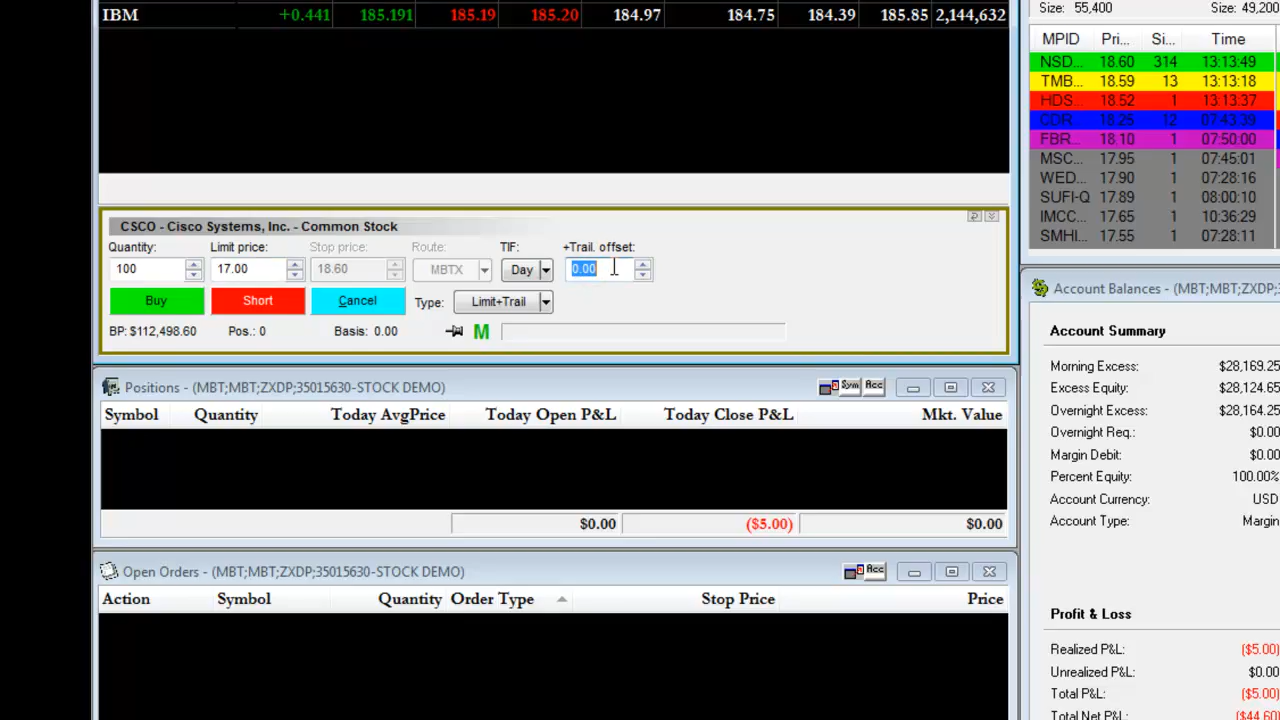 IBM +0.441 185.191 185.19 185.20 184.97 184.75 184.39 185.85 2,144,632
CSCO - Cisco Systems, Inc. - Common Stock
Quantity: Limit price: Stop price: Route: TIF: +Trail. offset:
100 17.00 18.60 MBTX Day 0.00
Buy Short Cancel Type: Limit+Trail
BP: $112,498.60 Pos.: 0 Basis: 0.00 M
Positions - (MBT;MBT;ZXDP;35015630-STOCK DEMO) Sym Acc
Symbol Quantity Today AvgPrice Today Open P&L Today Close P&L Mkt. Value
$0.00 ($5.00) $0.00
Open Orders - (MBT;MBT;ZXDP;35015630-STOCK DEMO) Acc
Action Symbol Quantity Order Type Stop Price Price
Size: 55,400 Size: 49,200
MPID Pri... Si... Time
NSD... 18.60 314 13:13:49
TMB... 18.59 13 13:13:18
HDS... 18.52 1 13:13:37
CDR... 18.25 12 07:43:39
FBR... 18.10 1 07:50:00
MSC... 17.95 1 07:45:01
WED... 17.90 1 07:28:16
SUFI-Q 17.89 1 08:00:10
IMCC... 17.65 1 10:36:29
SMHI... 17.55 1 07:28:11
Account Balances - (MBT;MBT;ZXDP;
Account Summary
Morning Excess: $28,169.25
Excess Equity: $28,124.65
Overnight Excess: $28,164.25
Overnight Req.: $0.00
Margin Debit: $0.00
Percent Equity: 100.00%
Account Currency: USD
Account Type: Margin
Profit & Loss
Realized P&L: ($5.00)
Unrealized P&L: $0.00
Total P&L: ($5.00)
Total Net P&L: ($44.60)